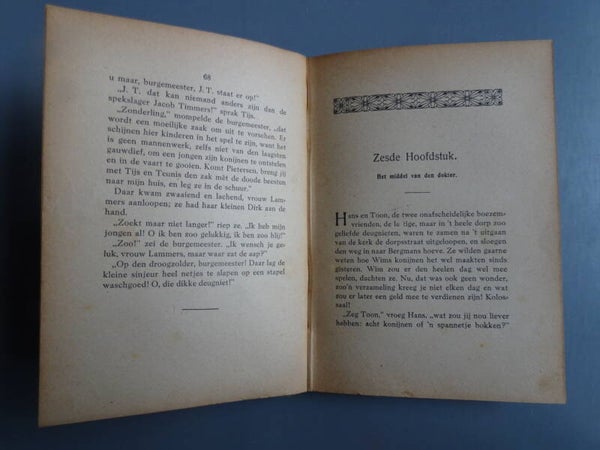 68
u maar, burgemeester, J. T. staat er op!"
„J. T. dat kan niemand anders zijn dan de
spekslager Jacob Timmers!" sprak Tijs.
„Zonderling," mompelde de burgemeester, „dat
wordt een moeilijke zaak om uit te vorschen. Er
schijnen hier kinderen in het spel te zijn, want het
is geen mannenwerk, zelfs niet van den laagsten
gauwdief, om een jongen zijn konijnen te ontstelen
en in de vaart te gooien. Komt Pietersen, breng jij
met Tijs en Teunis den zak met de doode beesten
naar mijn huis, en leg ze in de schuur."
Daar kwam zwaaiend en lachend, vrouw Lam-
mers aanloopen; ze had haar kleinen Dirk aan de
hand.
„Zoekt maar niet langer!" riep ze. „Ik heb mijn
jongen al! O ik ben zoo gelukkig, ik ben zoo blij!"
„Zoo!" zei de burgemeester. „Ik wensch je ge-
luk, vrouw Lammers, maar waar zat de aap?"
„Op den droogzolder, burgemeester! Daar lag de
kleine sinjeur heel netjes op al een stapel
waschgoed! O, die dikke deugniet!"
Zesde Hoofdstuk.
Het middel van den dokter.
Hans en Toon, de twee onafscheidelijke boezem-
vrienden, de lange, maar in 't heele dorp zoo
geliefde deugnieten, waren te zamen na 't uitgaan
van de kerk de dorpsstraat uitgeloopen, en sloegen
den weg in naar Bergmans hoeve. Ze wilden gaarne
weten hoe Wims konijnen het wel maakten sinds
gisteren. Wim zou er den heelen dag wel mee
spelen, dachten ze. Nu, dat was ook geen wonder,
zoo'n verzameling kreeg je niet elken dag en wat
zou er later een geld mee te verdienen zijn! Kolos-
saal!
„Zeg Toon," vroeg Hans, „wat zou jij nou liever
hebben: acht konijnen of 'n spannetje bokken?"